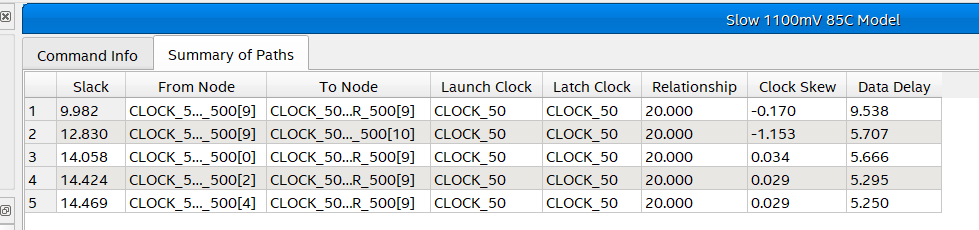 Slow 1100mV 85C Model
Command Info Summary of Paths
Slack From Node To Node Launch Clock Latch Clock Relationship Clock Skew Data Delay
1 9.982 CLOCK_5..._500[9] CLOCK_50...R_500[9] CLOCK_50 CLOCK_50 20.000 -0.170 9.538
2 12.830 CLOCK_5..._500[9] CLOCK_50..._500[10] CLOCK_50 CLOCK_50 20.000 -1.153 5.707
3 14.058 CLOCK_5..._500[0] CLOCK_50...R_500[9] CLOCK_50 CLOCK_50 20.000 0.034 5.666
4 14.424 CLOCK_5..._500[2] CLOCK_50...R_500[9] CLOCK_50 CLOCK_50 20.000 0.029 5.295
5 14.469 CLOCK_5..._500[4] CLOCK_50...R_500[9] CLOCK_50 CLOCK_50 20.000 0.029 5.250